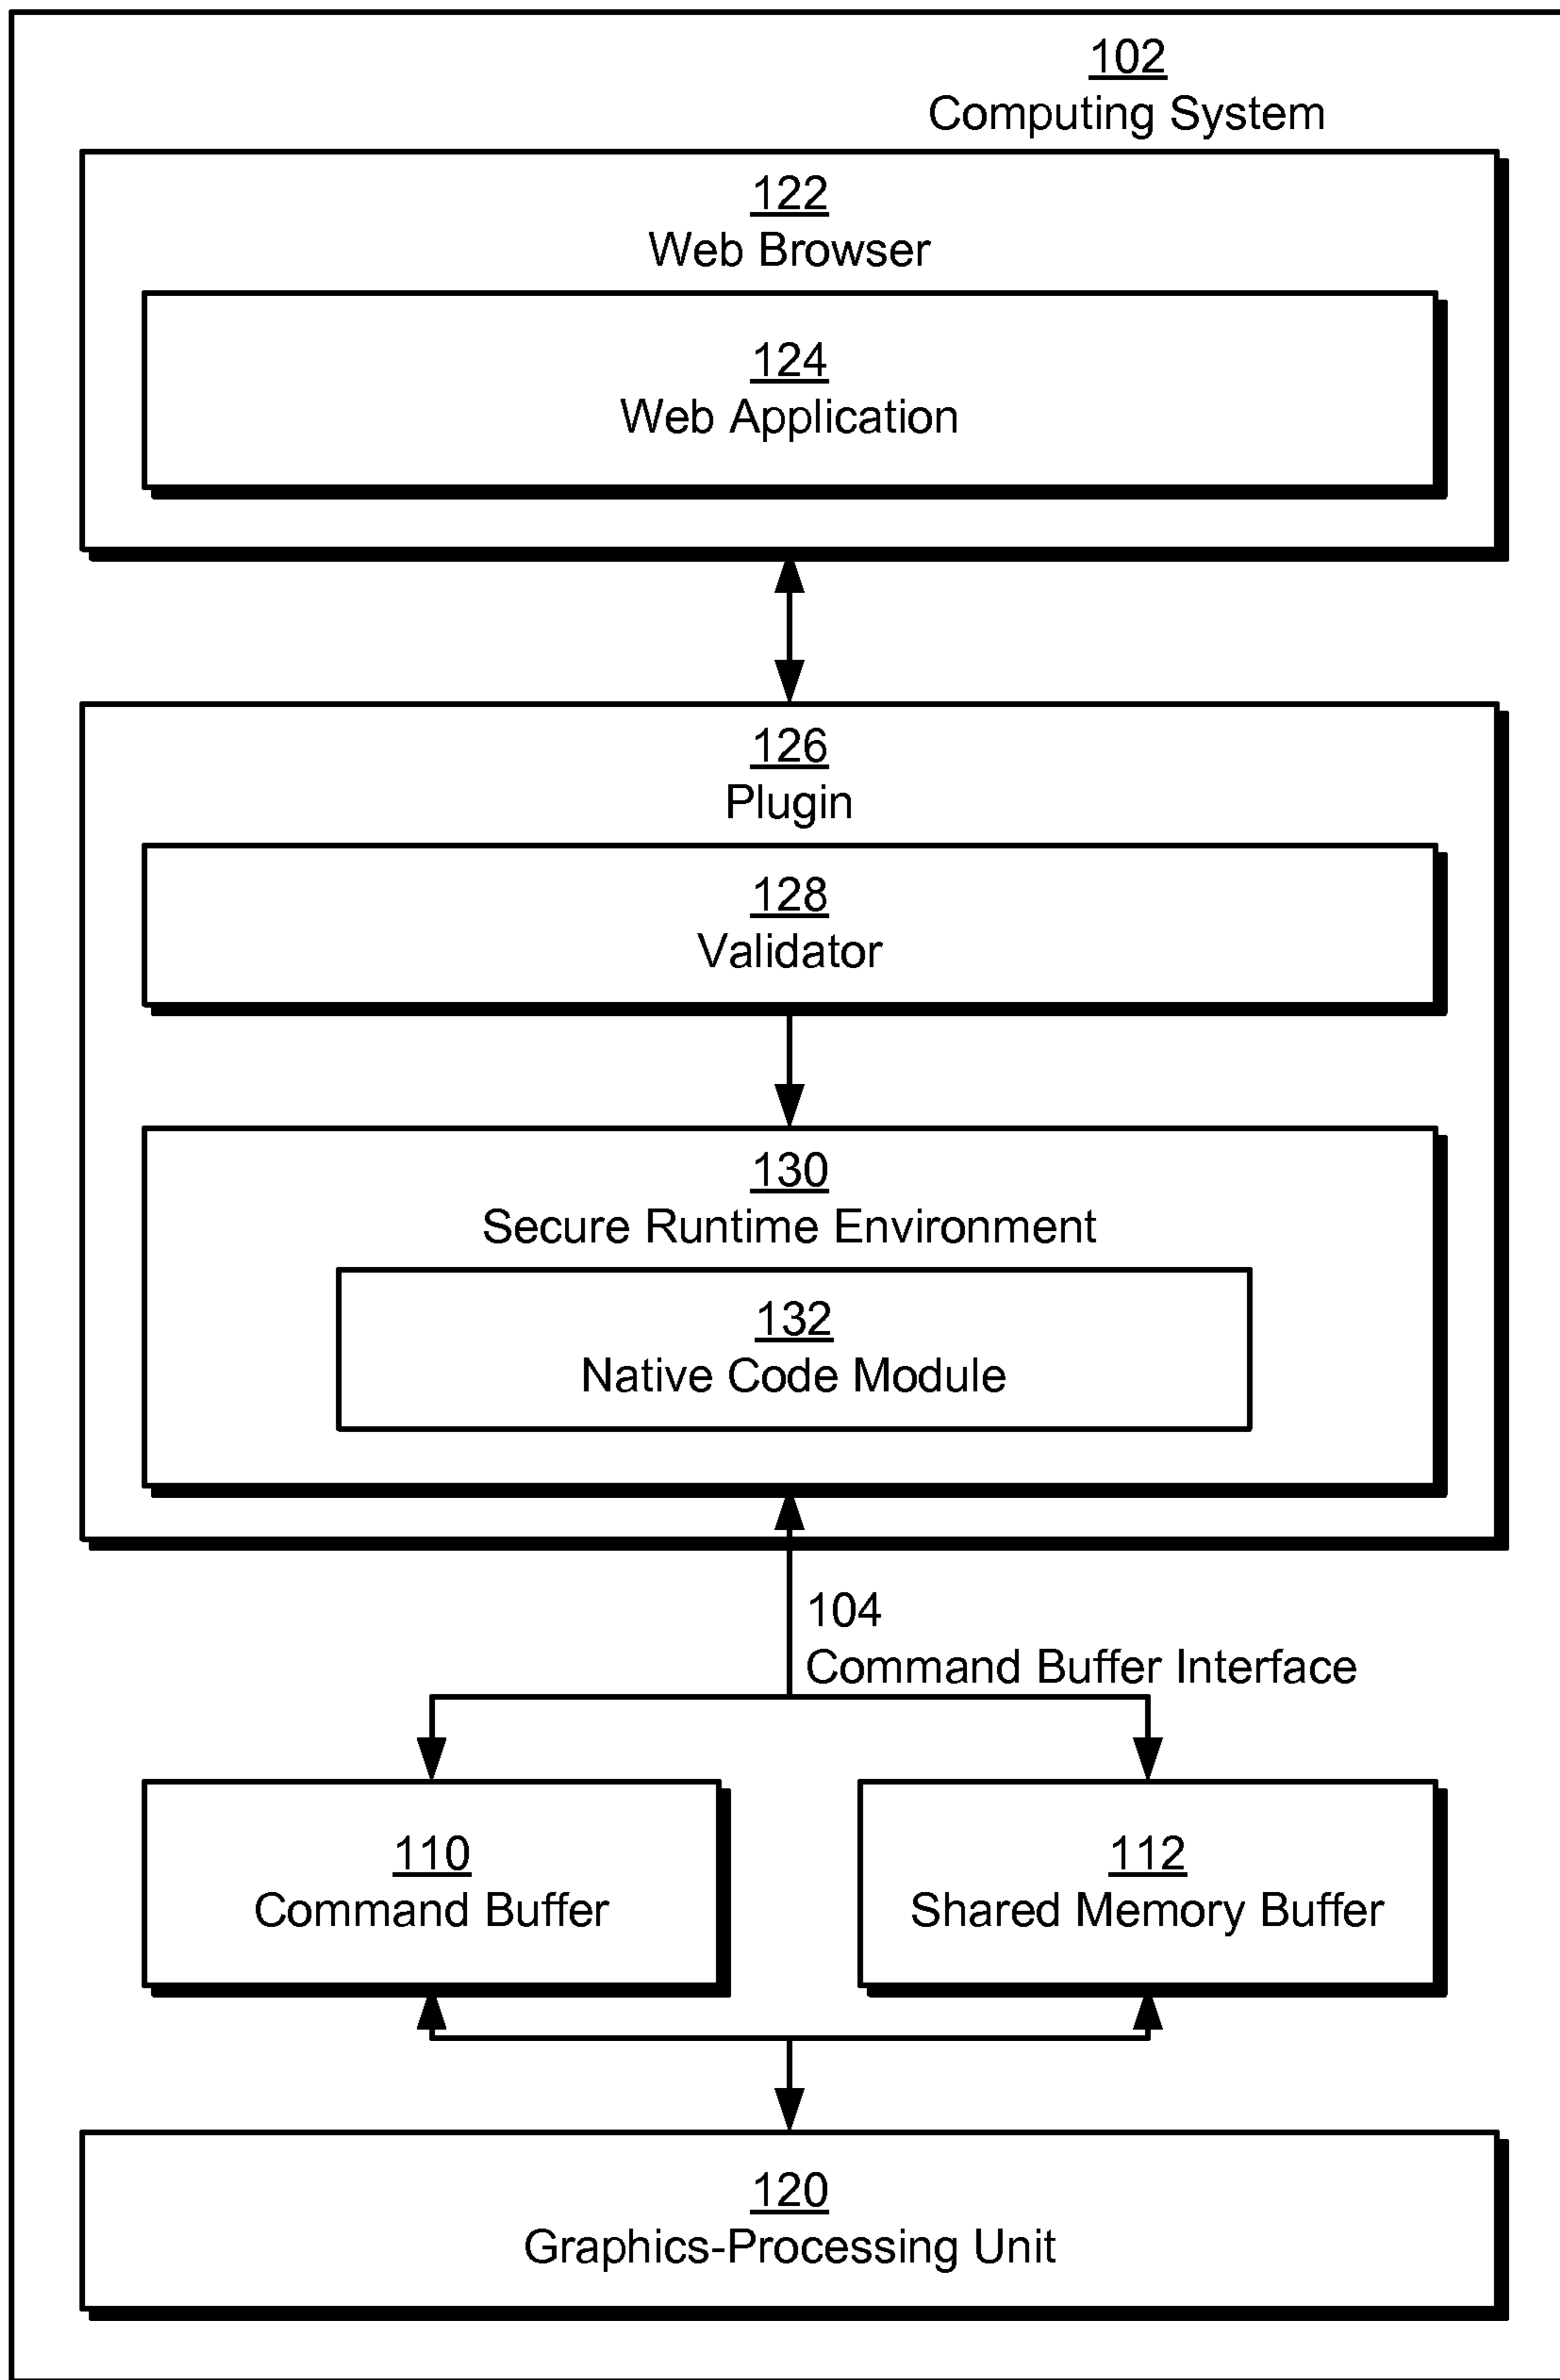 102
Computing System
122
Web Browser
124
Web Application
126
Plugin
128
Validator
130
Secure Runtime Environment
132
Native Code Module
104
Command Buffer Interface
110
Command Buffer
112
Shared Memory Buffer
120
Graphics-Processing Unit